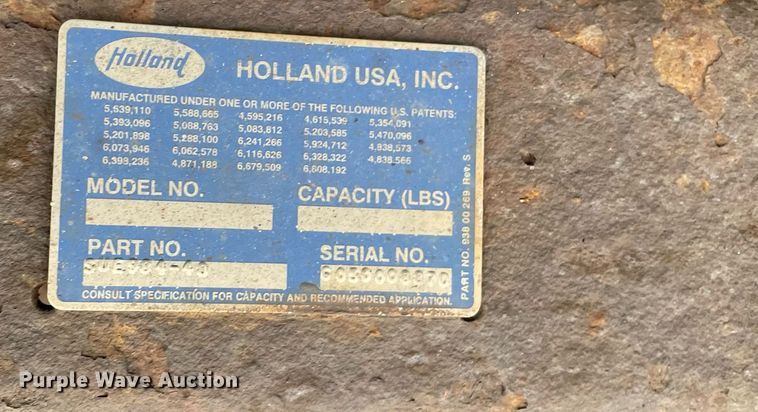 Holland
HOLLAND USA, INC.
MANUFACTURED UNDER ONE OR MORE OF THE FOLLOWING U.S. PATENTS:
5,639,110 5,588,665 4,595,216 4,615,539 5,354,091
5,393,096 5,088,763 5,083,812 5,203,585 5,470,096
5,201,898 5,288,100 6,241,266 5,924,712 4,838,573
6,073,946 6,062,578 6,116,626 6,328,322 4,838,566
6,399,236 4,871,188 6,679,509 6,808,192
MODEL NO. CAPACITY (LBS)
PART NO. SERIAL NO.
CONSULT SPECIFICATION FOR CAPACITY AND RECOMMENDED APPLICATION.
PART NO. 938 00 269 Rev. S
Purple Wave Auction